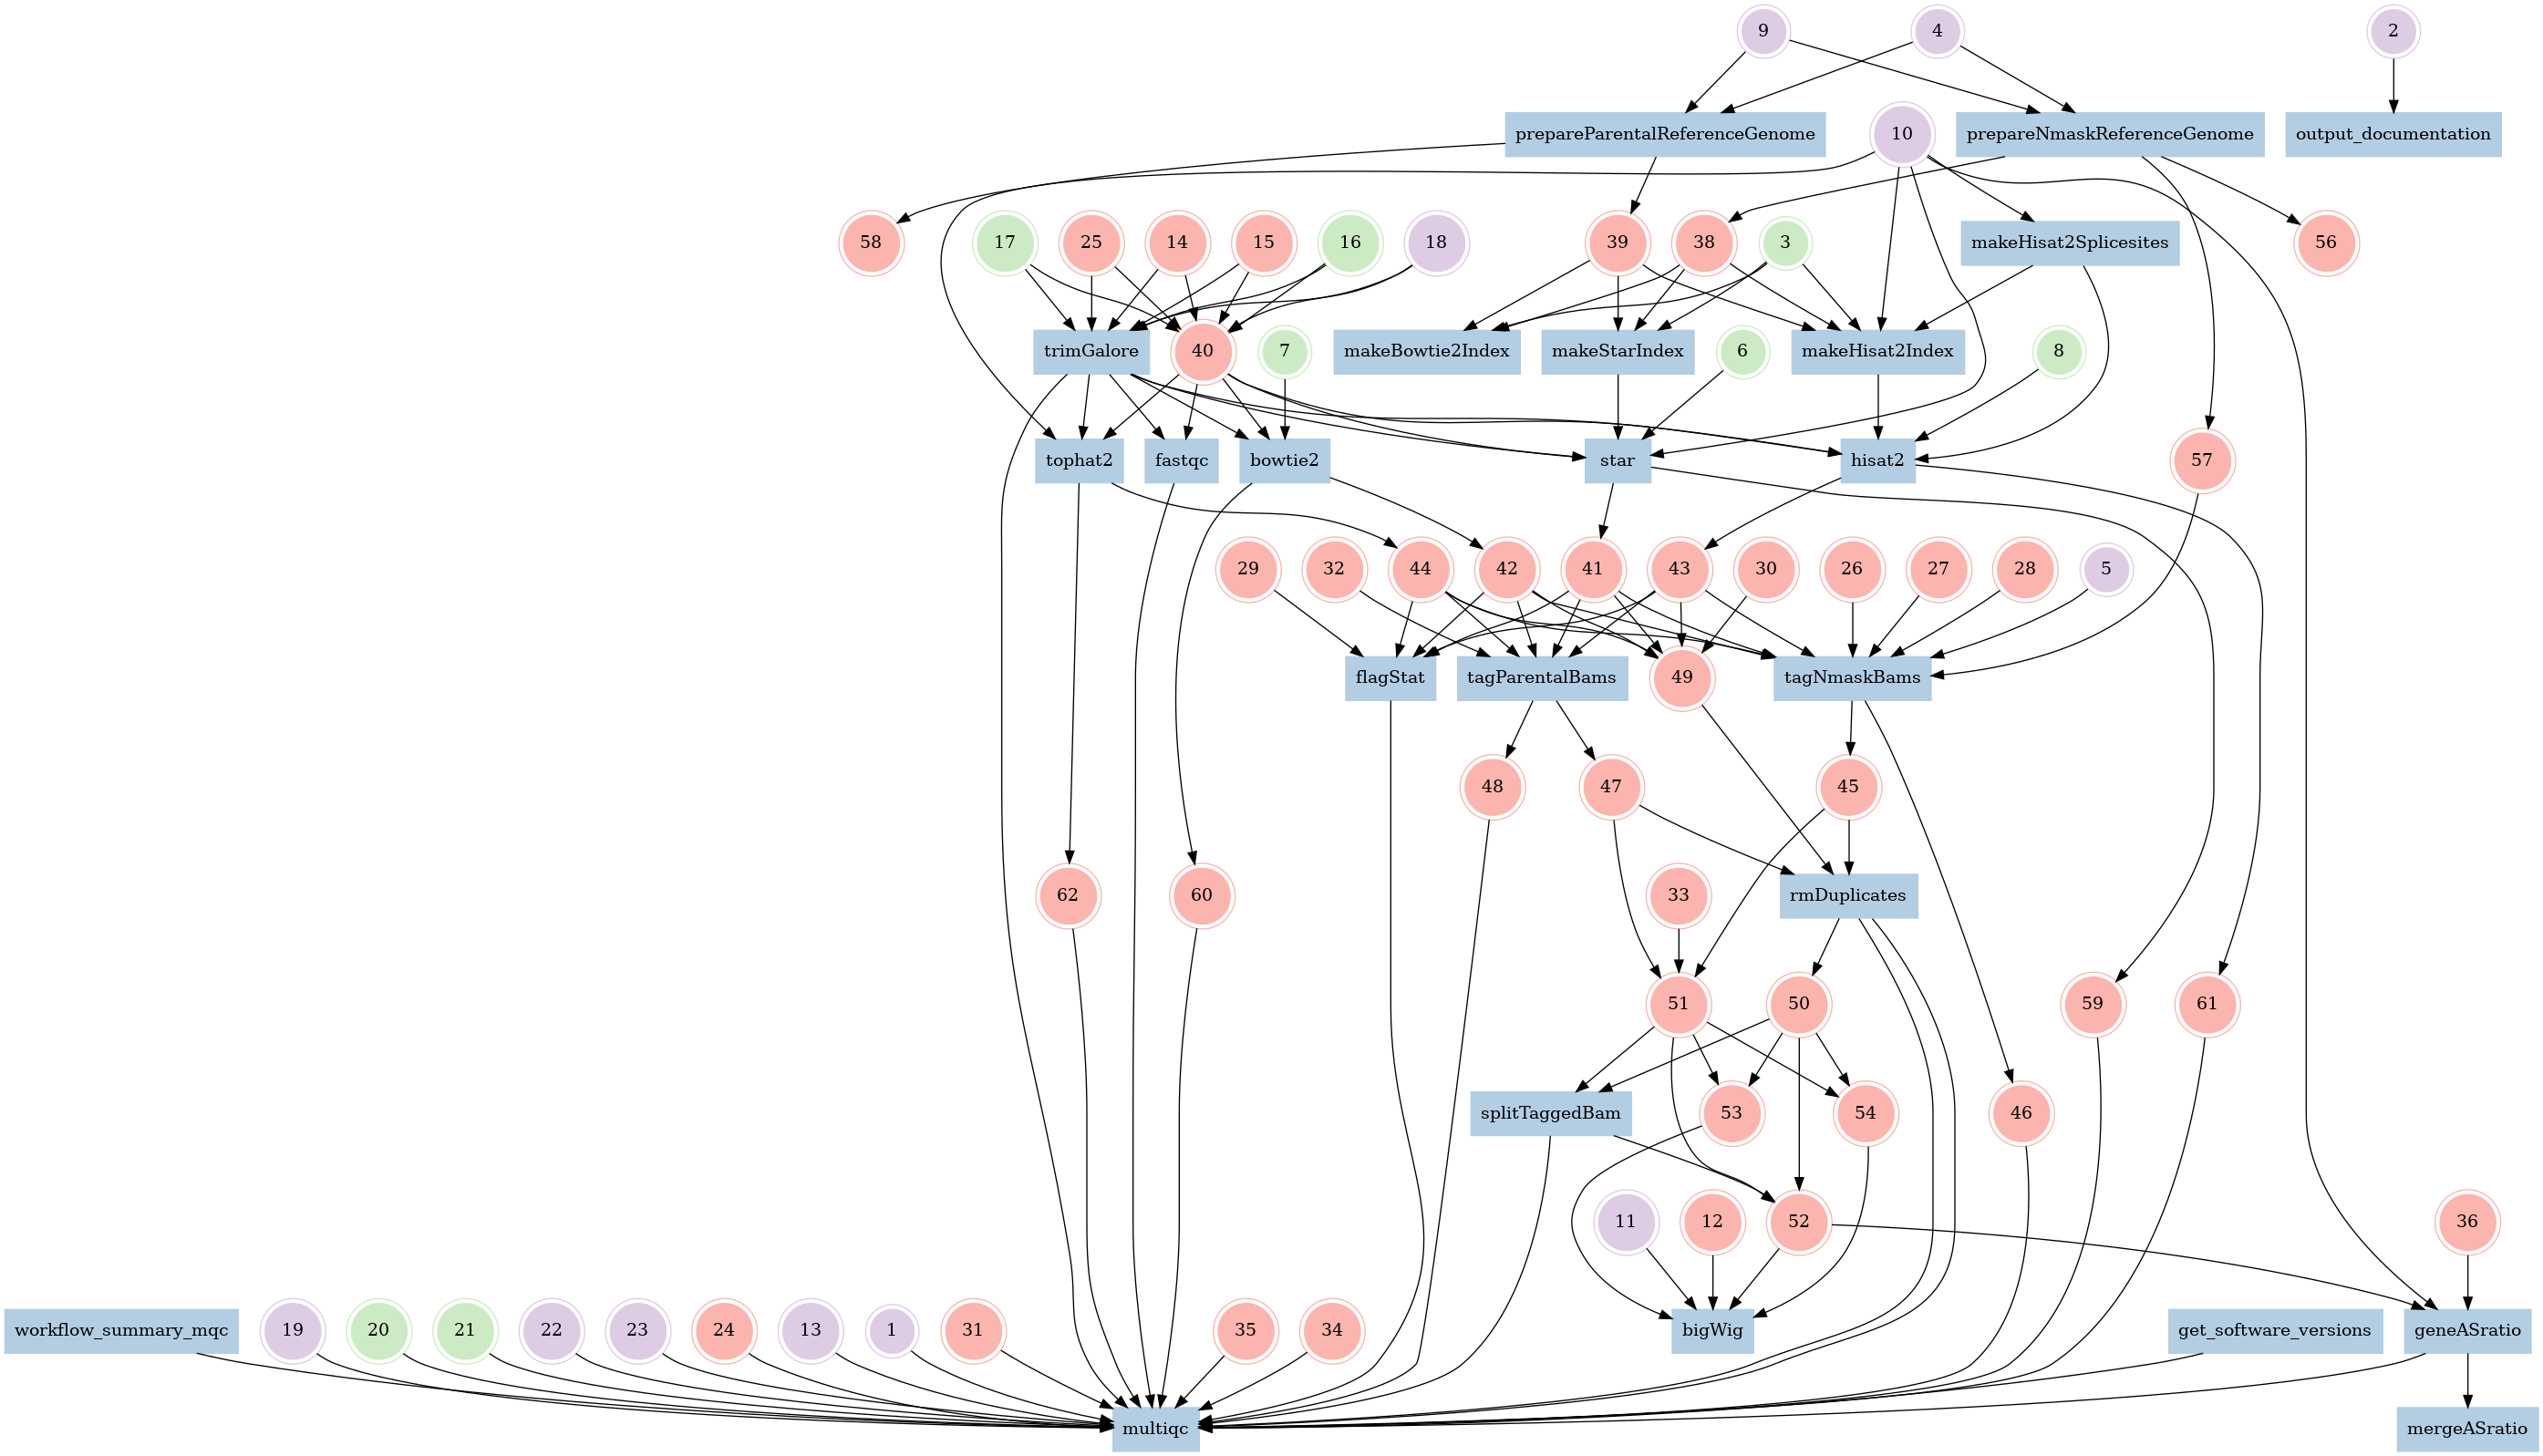 9
4
2
prepareParentalReferenceGenome
10
prepareNmaskReferenceGenome
output_documentation
58
17
25
14
15
16
18
39
38
3
makeHisat2Splicesites
56
trimGalore
40
7
makeBowtie2Index
makeStarIndex
6
makeHisat2Index
8
tophat2
fastqc
bowtie2
star
hisat2
57
29
32
44
42
41
43
30
26
27
28
5
flagStat
tagParentalBams
49
tagNmaskBams
48
47
45
62
60
33
rmDuplicates
51
50
59
61
splitTaggedBam
53
54
46
11
12
52
36
workflow_summary_mqc
19
20
21
22
23
24
13
1
31
35
34
bigWig
get_software_versions
geneASratio
multiqc
mergeASratio